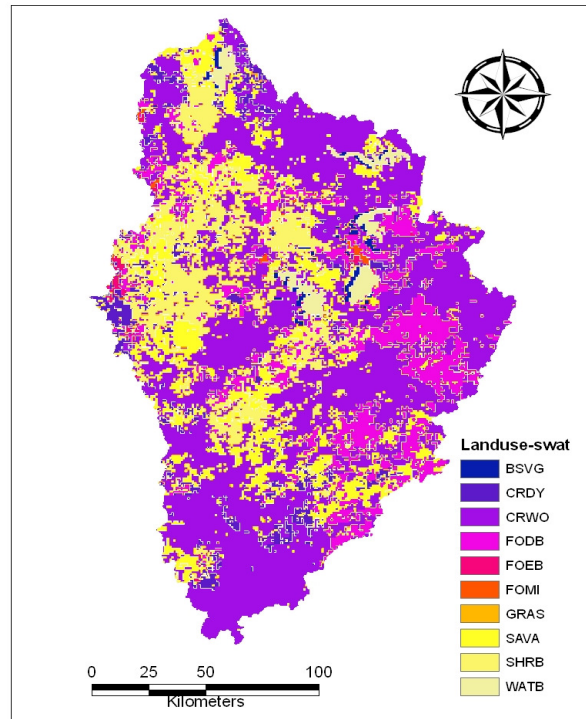 Landuse-swat
BSVG
CRDY
CRWO
FODB
FOEB
FOMI
GRAS
SAVA
SHRB
WATB
0 25 50 100
Kilometers